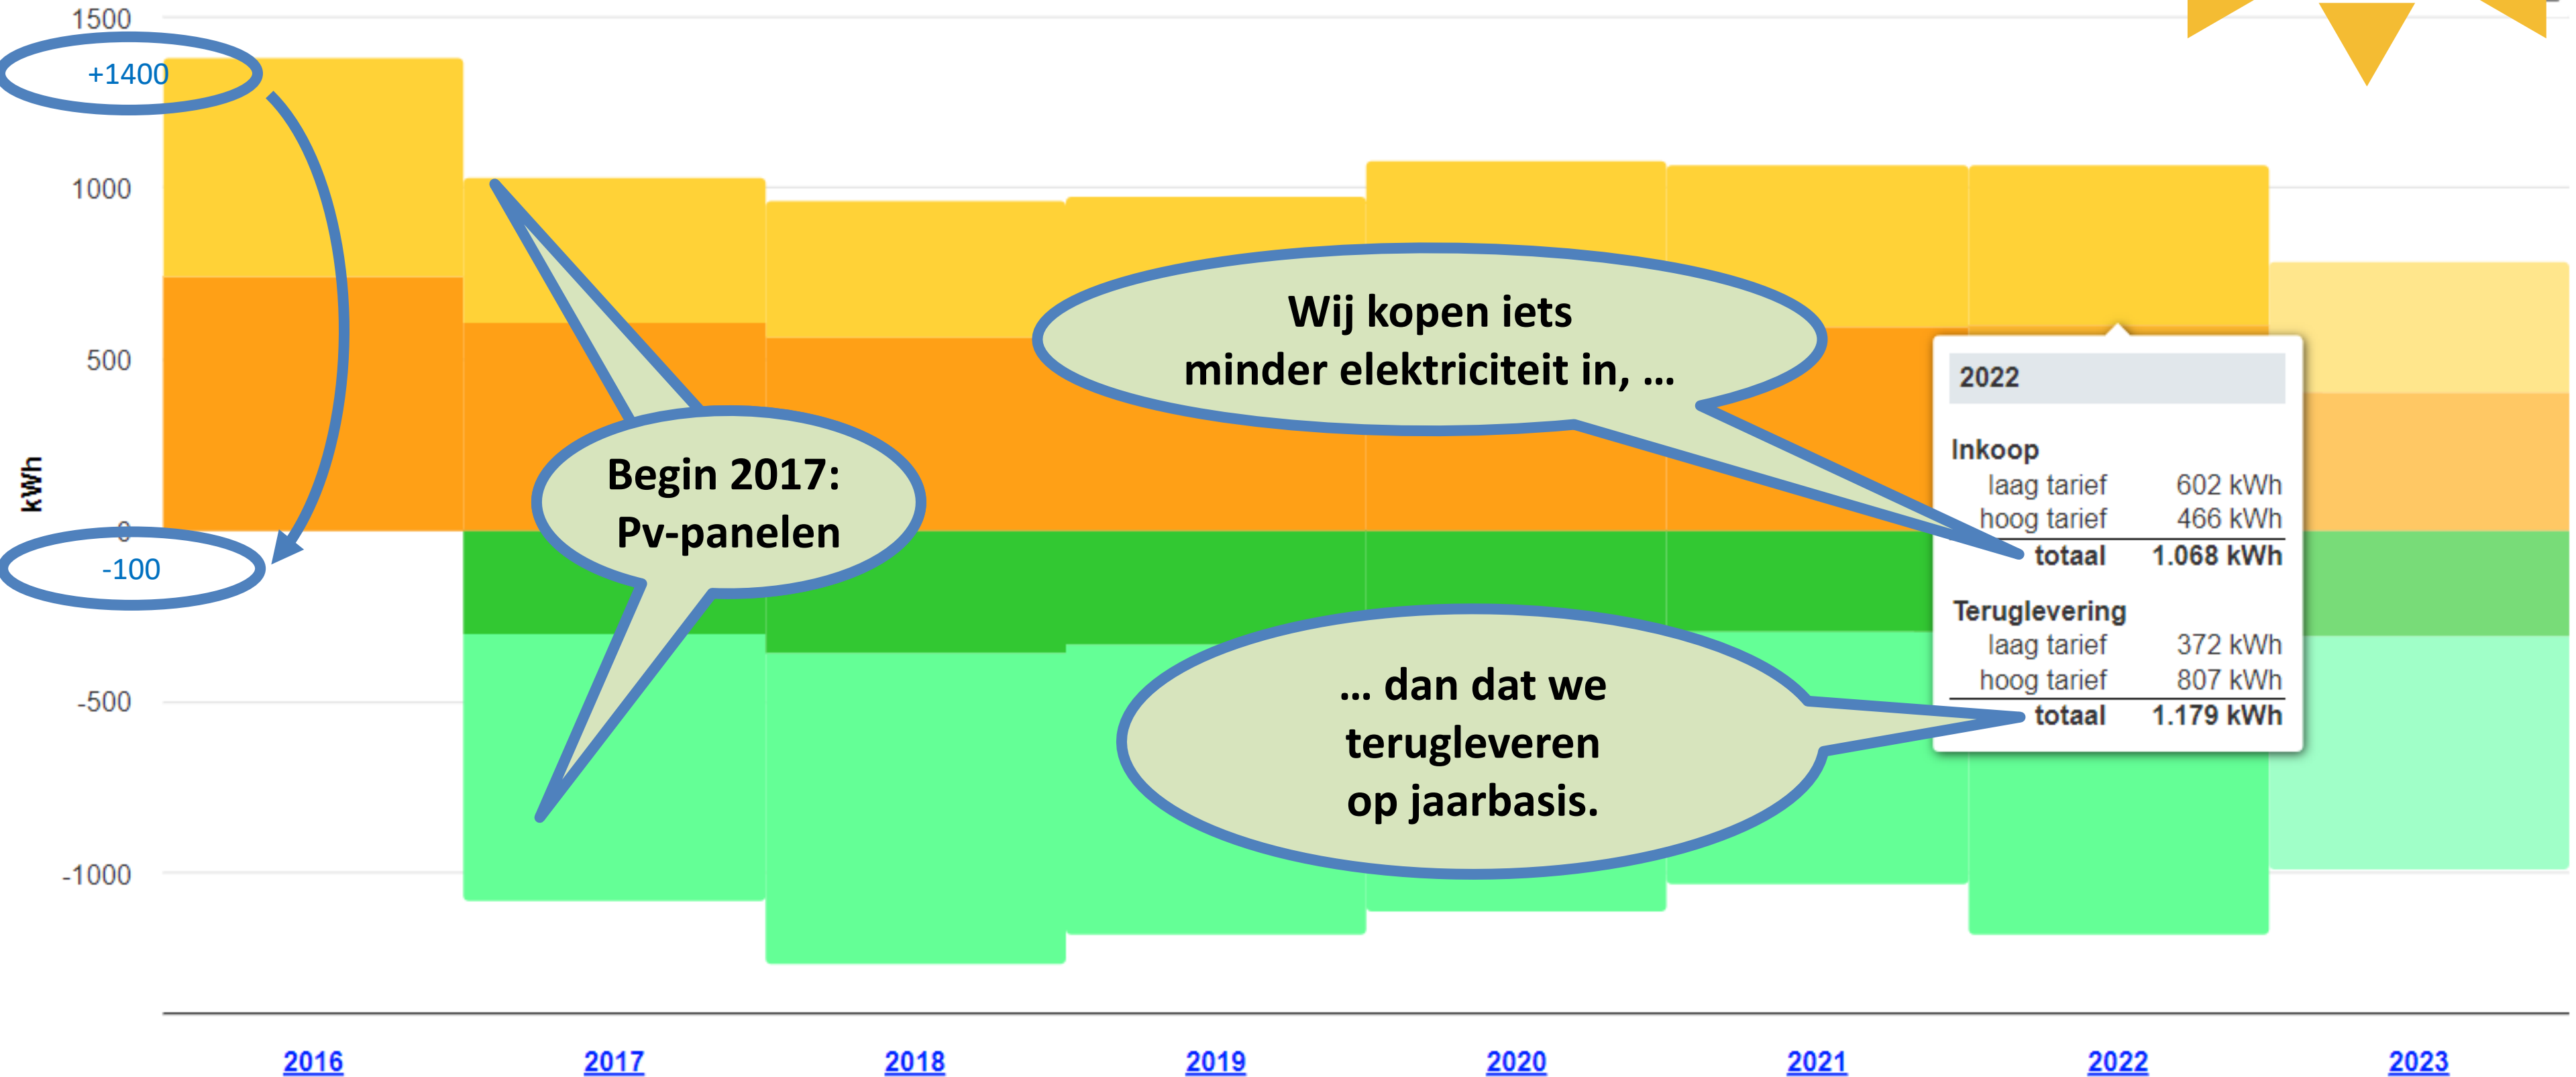 1500
+1400
1000
500
kWh
0
-100
-500
-1000
Begin 2017:
Pv-panelen
Wij kopen iets
minder elektriciteit in, ...
... dan dat we
terugleveren
op jaarbasis.
2022
Inkoop
laag tarief 602 kWh
hoog tarief 466 kWh
totaal 1.068 kWh
Teruglevering
laag tarief 372 kWh
hoog tarief 807 kWh
totaal 1.179 kWh
2016 2017 2018 2019 2020 2021 2022 2023